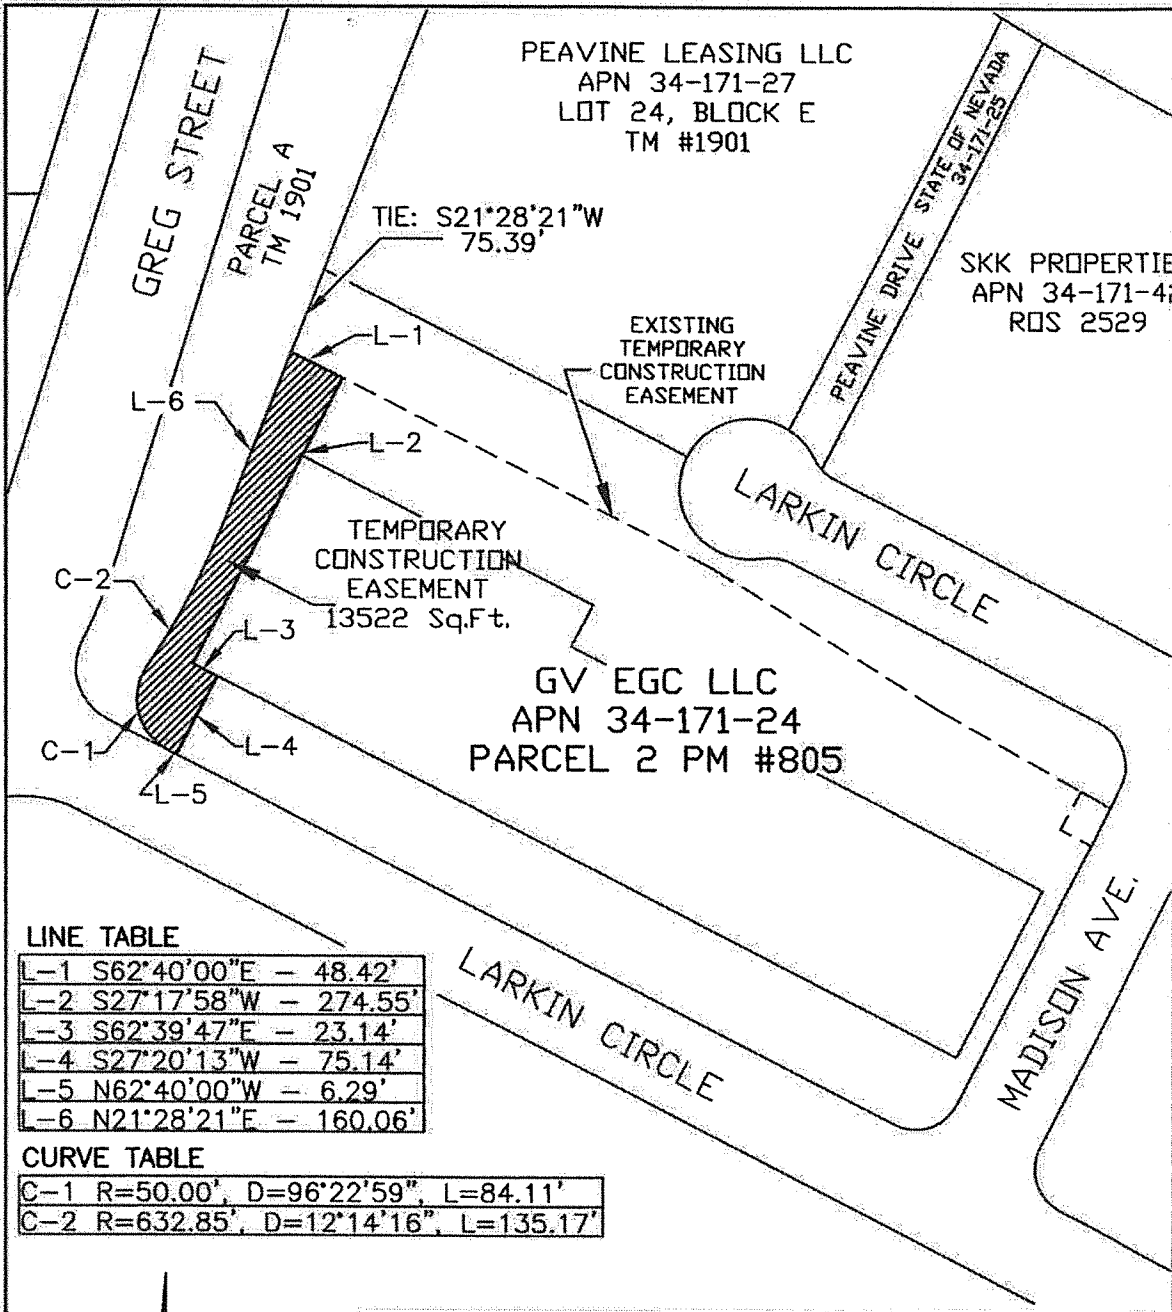 PEAVINE LEASING LLC
APN 34-171-27
LOT 24, BLOCK E
TM #1901
PEAVINE DRIVE STATE OF NEVADA
34-171-25
SKK PROPERTIE
APN 34-171-42
ROS 2529
GREG STREET
PARCEL A
TM 1901
TIE: S21°28'21"W
75.39'
L-1
EXISTING
TEMPORARY
CONSTRUCTION
EASEMENT
L-6
L-2
LARKIN CIRCLE
TEMPORARY
CONSTRUCTION
EASEMENT
13522 Sq.Ft.
C-2
L-3
GV EGC LLC
APN 34-171-24
PARCEL 2 PM #805
C-1
L-4
L-5
MADISON AVE.
LARKIN CIRCLE
LINE TABLE
L-1 S62°40'00"E - 48.42'
L-2 S27°17'58"W - 274.55'
L-3 S62°39'47"E - 23.14'
L-4 S27°20'13"W - 75.14'
L-5 N62°40'00"W - 6.29'
L-6 N21°28'21"E - 160.06'
CURVE TABLE
C-1 R=50.00', D=96°22'59", L=84.11'
C-2 R=632.85', D=12°14'16", L=135.17'